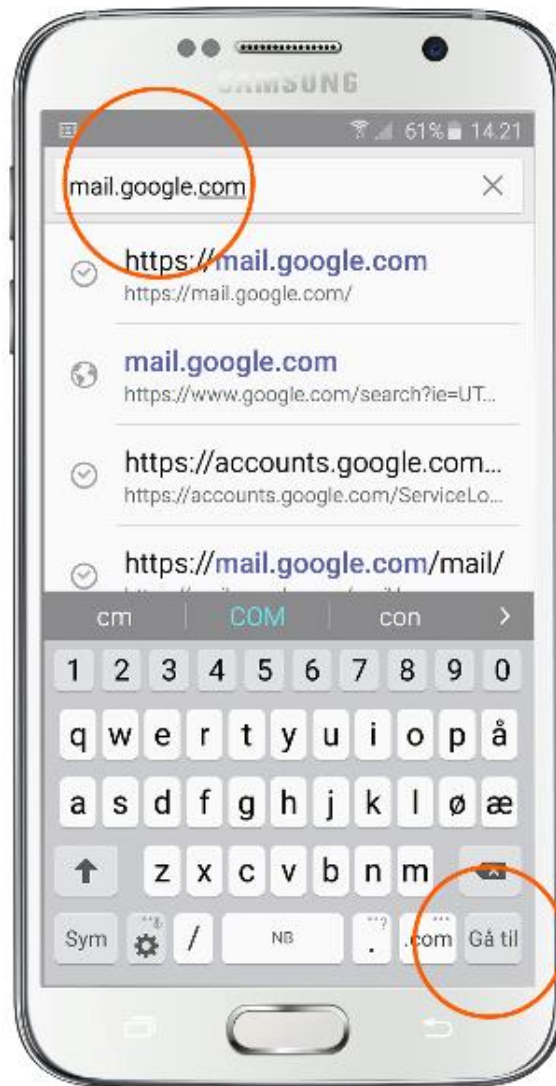 SAMSUNG
61% 14.21
mail.google.com
https://mail.google.com
https://mail.google.com/
mail.google.com
https://www.google.com/search?ie=UT...
https://accounts.google.com...
https://accounts.google.com/ServiceLo...
https://mail.google.com/mail/
cm COM con >
1 2 3 4 5 6 7 8 9 0
q w e r t y u i o p å
a s d f g h j k l ø æ
z x c v b n m
Sym / NB . .com Gå til